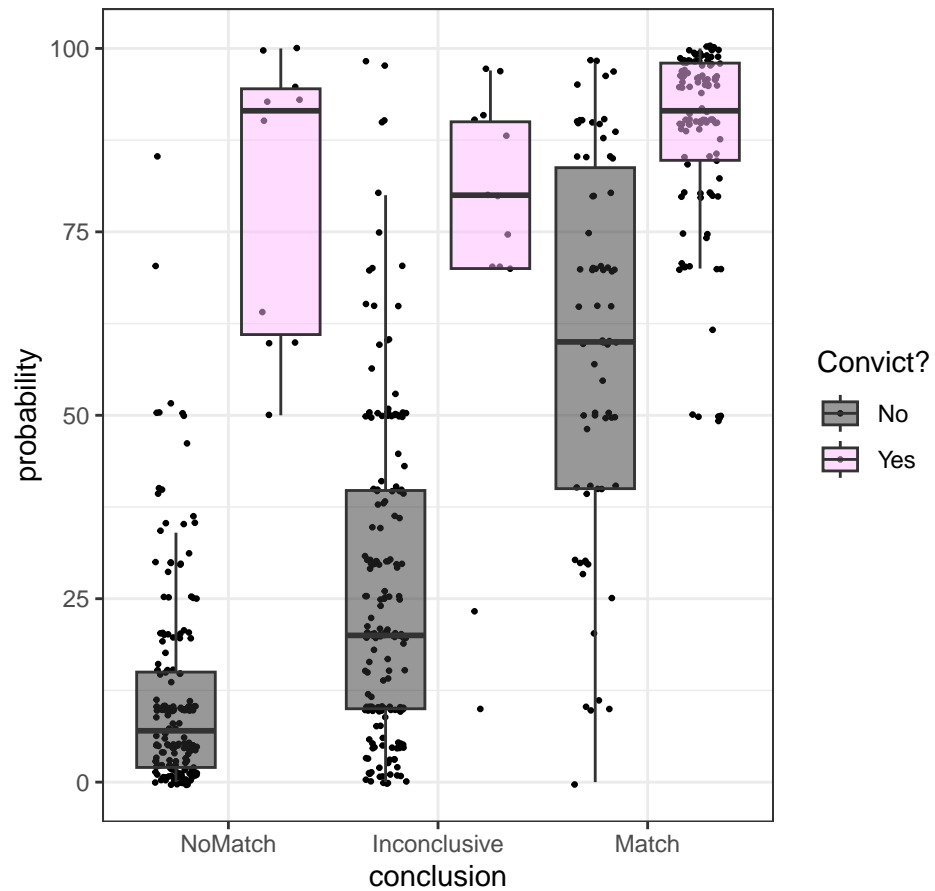 100
75
50
25
0
probability
NoMatch
Inconclusive
Match
conclusion
Convict?
No
Yes